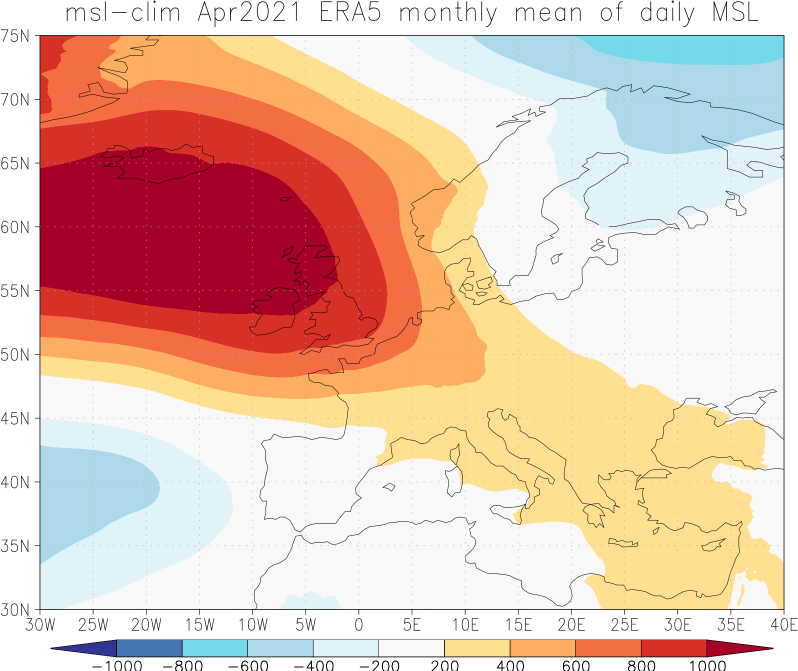 msl-clim Apr2021 ERA5 monthly mean of daily MSL
75N
70N
65N
60N
55N
50N
45N
40N
35N
30N
30W 25W 20W 15W 10W 5W 0 5E 10E 15E 20E 25E 30E 35E 40E
-1000 -800 -600 -400 -200 200 400 600 800 1000